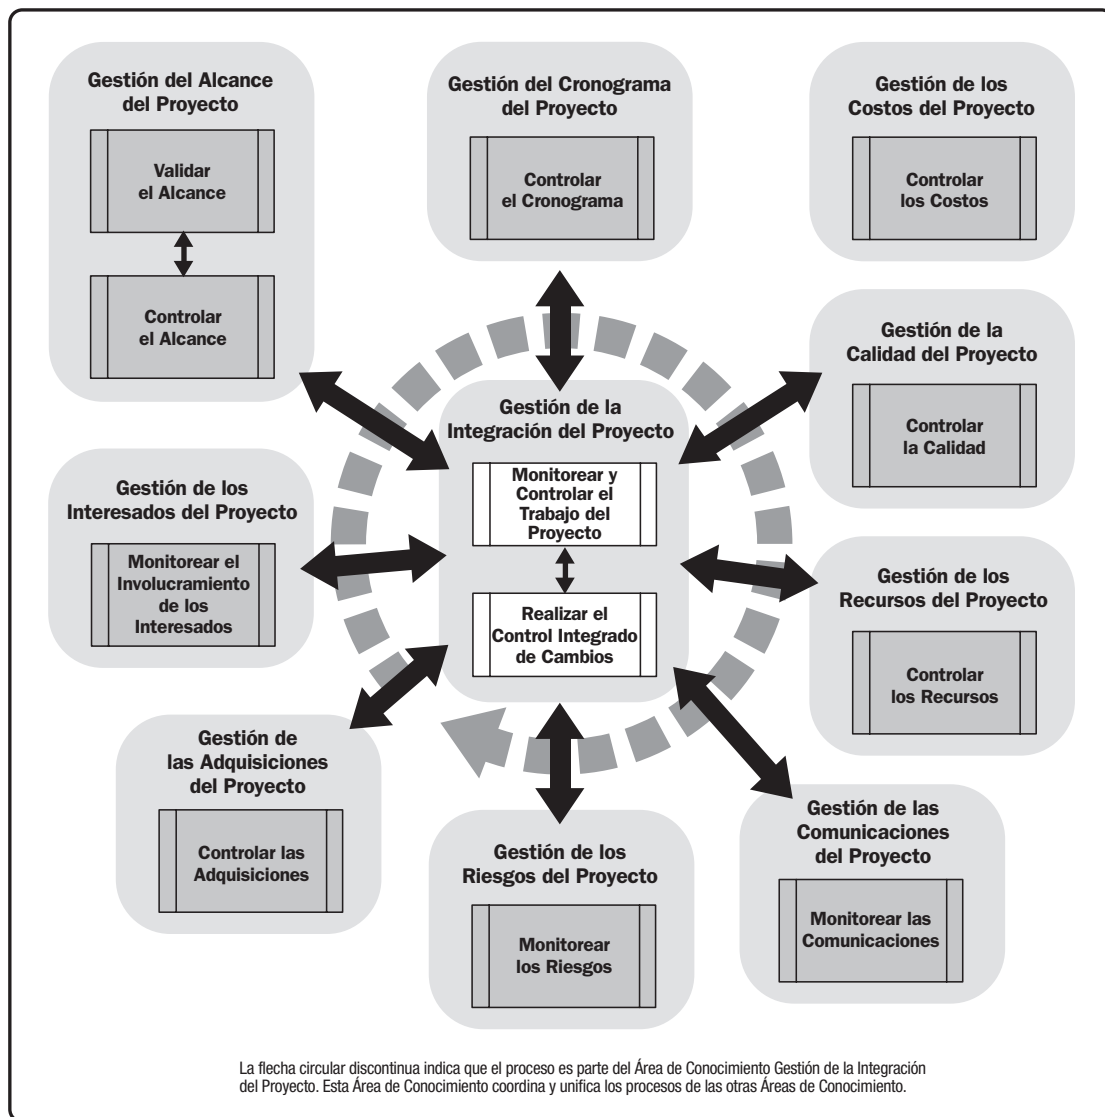 Gestión del Alcance
del Proyecto
Validar
el Alcance
Controlar
el Alcance
Gestión del Cronograma
del Proyecto
Controlar
el Cronograma
Gestión de los
Costos del Proyecto
Controlar
los Costos
Gestión de la
Calidad del Proyecto
Controlar
la Calidad
Gestión de la
Integración del Proyecto
Monitorear y
Controlar el
Trabajo del
Proyecto
Realizar el
Control Integrado
de Cambios
Gestión de los
Interesados del Proyecto
Monitorear el
Involucramiento
de los
Interesados
Gestión de los
Recursos del Proyecto
Controlar
los Recursos
Gestión de
las Adquisiciones
del Proyecto
Controlar las
Adquisiciones
Gestión de los
Riesgos del Proyecto
Monitorear
los Riesgos
Gestión de las
Comunicaciones
del Proyecto
Monitorear las
Comunicaciones
La flecha circular discontinua indica que el proceso es parte del Área de Conocimiento Gestión de la Integración
del Proyecto. Esta Área de Conocimiento coordina y unifica los procesos de las otras Áreas de Conocimiento.